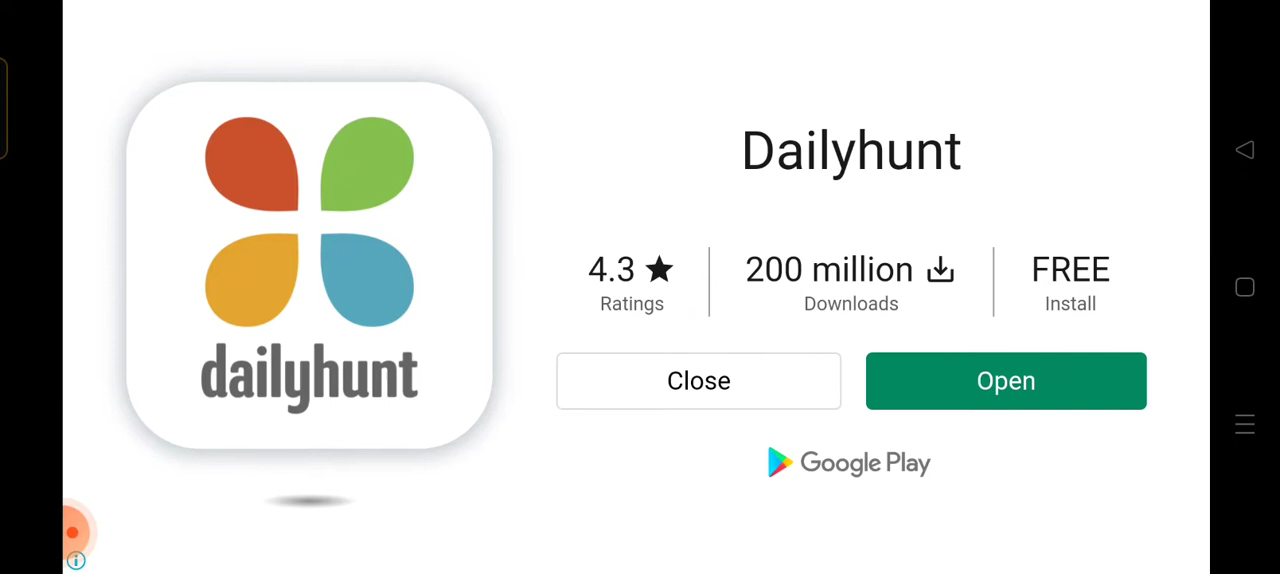 dailyhunt
Dailyhunt
4.3 ★
Ratings
200 million
Downloads
FREE
Install
Close
Open
Google Play